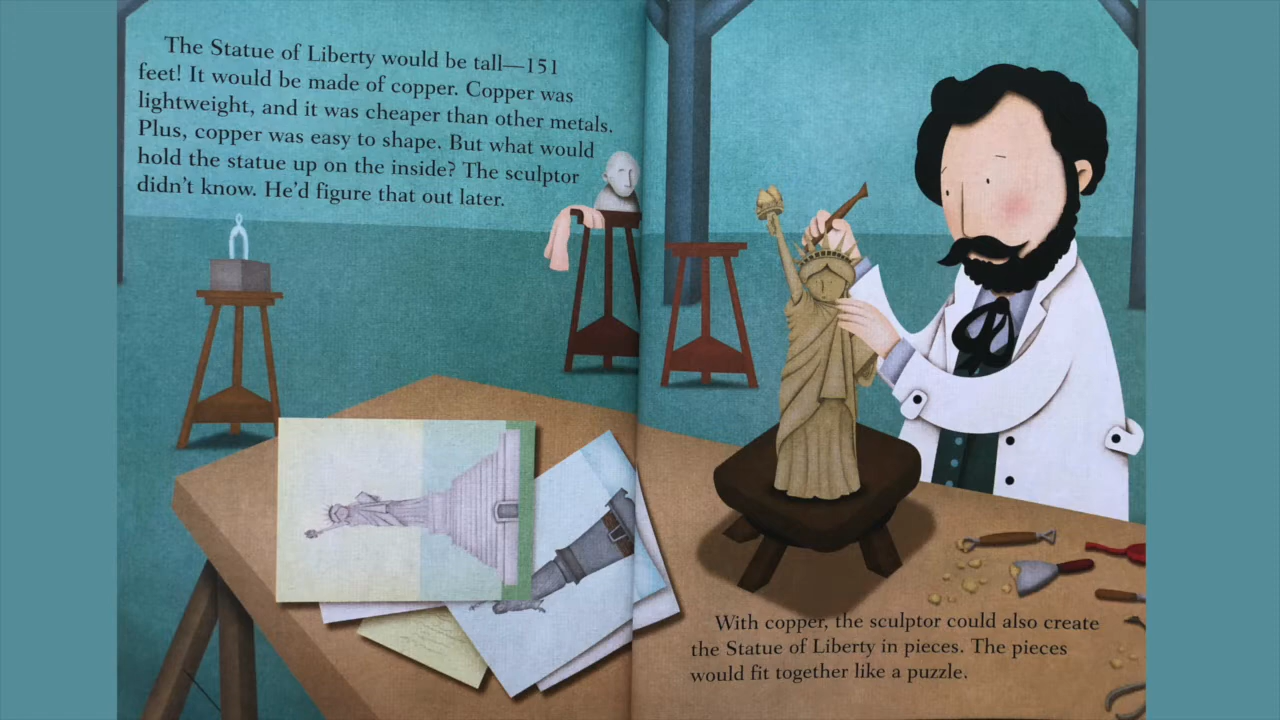 The Statue of Liberty would be tall—151
feet! It would be made of copper. Copper was
lightweight, and it was cheaper than other metals.
Plus, copper was easy to shape. But what would
hold the statue up on the inside? The sculptor
didn't know. He'd figure that out later.
With copper, the sculptor could also create
the Statue of Liberty in pieces. The pieces
would fit together like a puzzle.